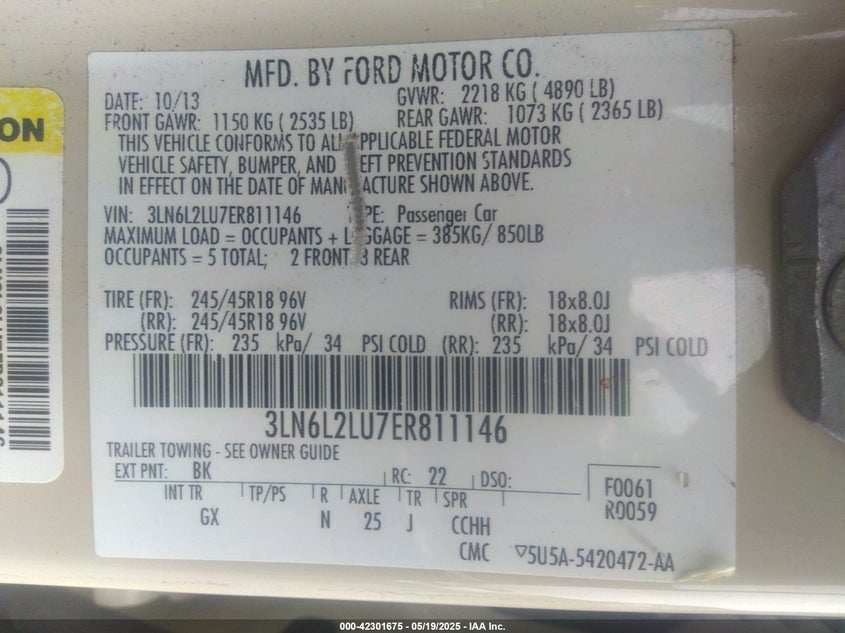 MFD. BY FORD MOTOR CO.
DATE: 10/13 GVWR: 2218 KG ( 4890 LB)
FRONT GAWR: 1150 KG ( 2535 LB) REAR GAWR: 1073 KG ( 2365 LB)
THIS VEHICLE CONFORMS TO ALL APPLICABLE FEDERAL MOTOR
VEHICLE SAFETY, BUMPER, AND THEFT PREVENTION STANDARDS
IN EFFECT ON THE DATE OF MANUFACTURE SHOWN ABOVE.
VIN: 3LN6L2LU7ER811146 TYPE: Passenger Car
MAXIMUM LOAD = OCCUPANTS + LUGGAGE = 385KG/ 850LB
OCCUPANTS = 5 TOTAL; 2 FRONT 3 REAR
TIRE (FR): 245/45R18 96V RIMS (FR): 18x8.0J
(RR): 245/45R18 96V (RR): 18x8.0J
PRESSURE (FR): 235 kPa/ 34 PSI COLD (RR): 235 kPa/ 34 PSI COLD
3LN6L2LU7ER811146
TRAILER TOWING - SEE OWNER GUIDE
EXT PNT: BK RC: 22 DSO:
INT TR TP/PS R AXLE TR SPR
GX N 25 J CCHH
F0061
R0059
CMC ▽5U5A-5420472-AA
ON
000-42301675 - 05/19/2025 - IAA Inc.